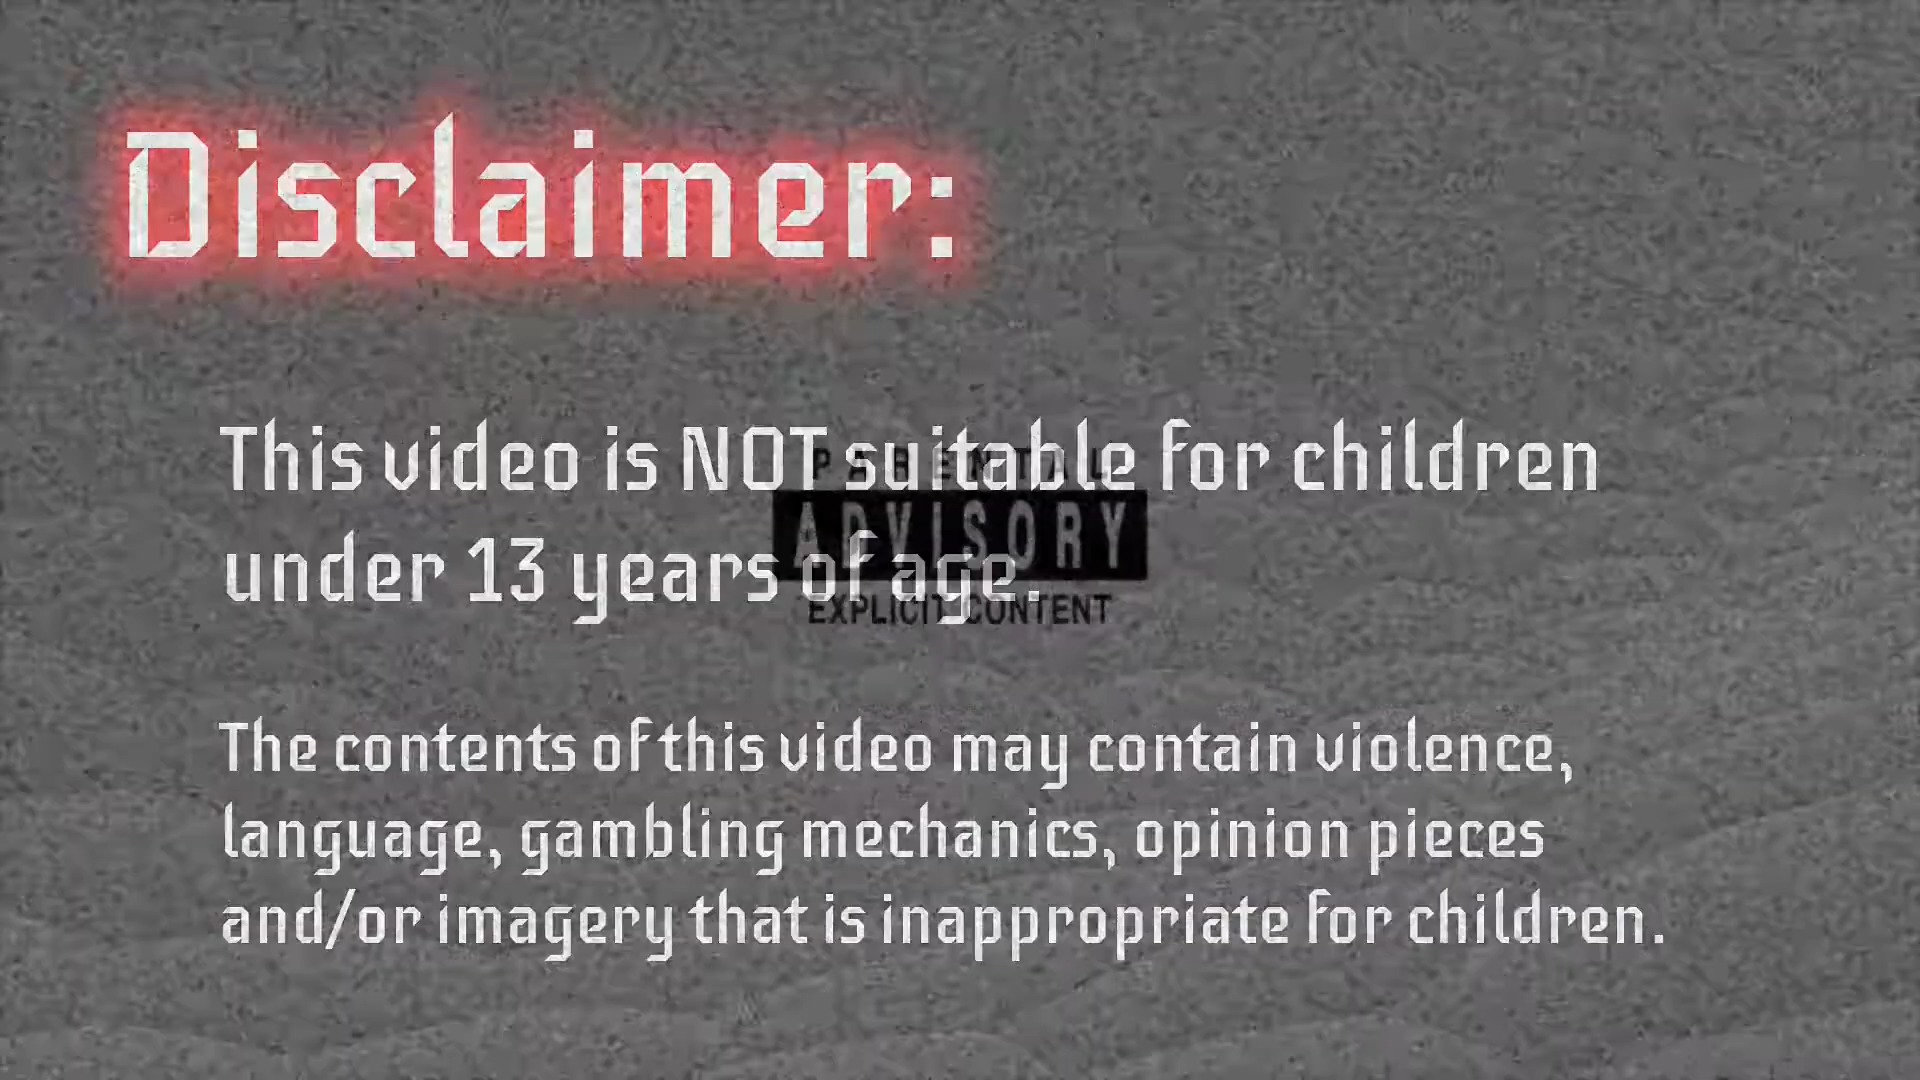 Disclaimer:
This video is NOT suitable for children
under 13 years of age.
PARENTAL
ADVISORY
EXPLICIT CONTENT
The contents of this video may contain violence,
language, gambling mechanics, opinion pieces
and/or imagery that is inappropriate for children.